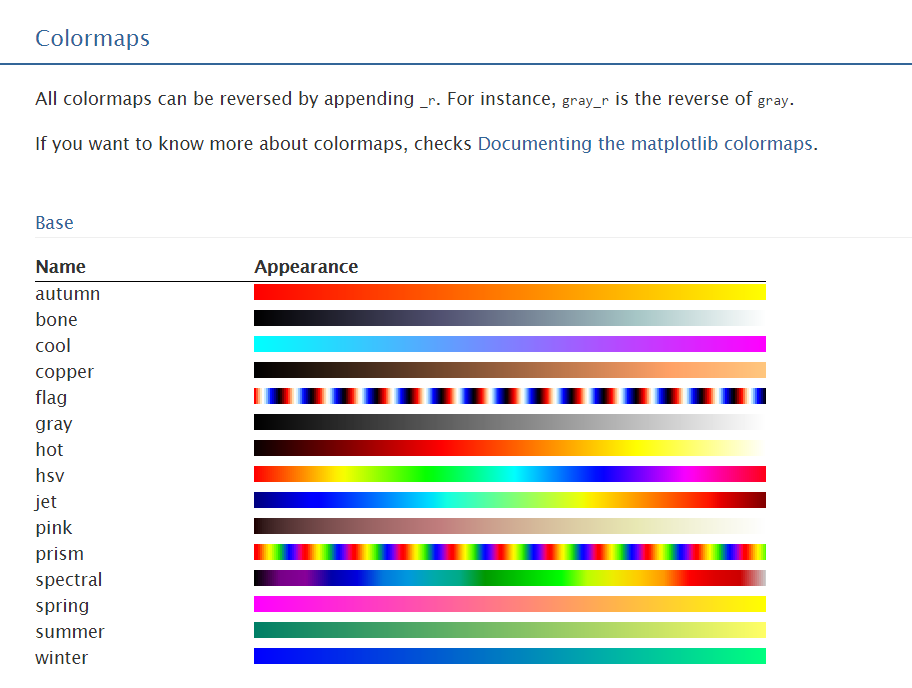 Colormaps
All colormaps can be reversed by appending _r. For instance, gray_r is the reverse of gray.
If you want to know more about colormaps, checks Documenting the matplotlib colormaps.
Base
Name Appearance
autumn
bone
cool
copper
flag
gray
hot
hsv
jet
pink
prism
spectral
spring
summer
winter